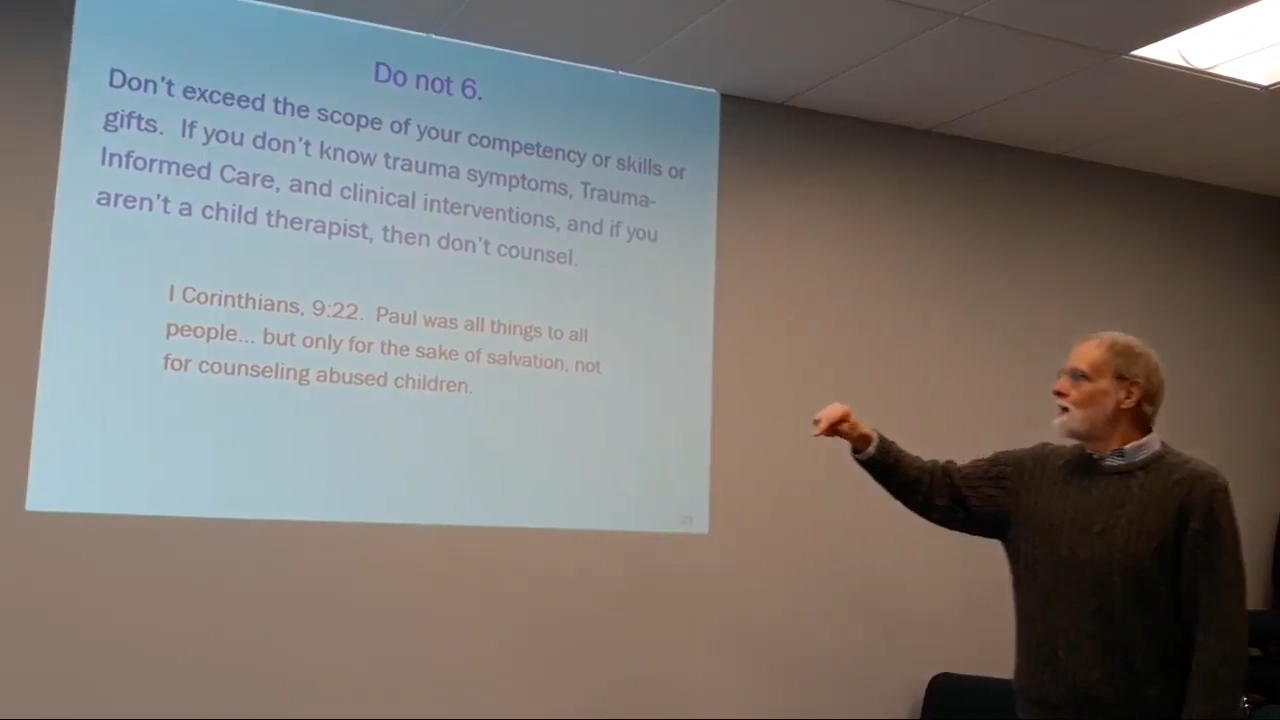 Do not 6.
Don't exceed the scope of your competency or skills or
gifts. If you don't know trauma symptoms, Trauma-
Informed Care, and clinical interventions, and if you
aren't a child therapist, then don't counsel.
I Corinthians, 9:22. Paul was all things to all
people... but only for the sake of salvation, not
for counseling abused children.